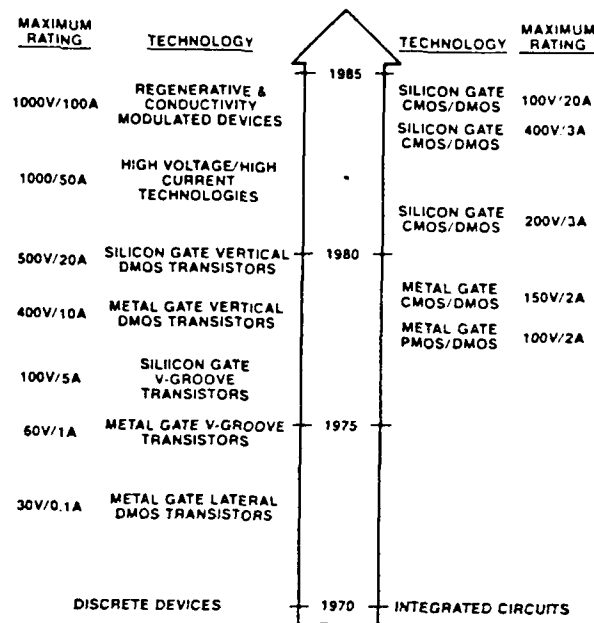 MAXIMUM RATING
TECHNOLOGY
TECHNOLOGY
MAXIMUM RATING
1985
1000V/100A
REGENERATIVE &
CONDUCTIVITY
MODULATED DEVICES
SILICON GATE
CMOS/DMOS
100V/20A
SILICON GATE
CMOS/DMOS
400V/3A
1000/50A
HIGH VOLTAGE/HIGH
CURRENT
TECHNOLOGIES
SILICON GATE
CMOS/DMOS
200V/3A
1980
500V/20A
SILICON GATE VERTICAL
DMOS TRANSISTORS
METAL GATE
CMOS/DMOS
150V/2A
400V/10A
METAL GATE VERTICAL
DMOS TRANSISTORS
METAL GATE
PMOS/DMOS
100V/2A
100V/5A
SILIICON GATE
V-GROOVE
TRANSISTORS
1975
60V/1A
METAL GATE V-GROOVE
TRANSISTORS
30V/0.1A
METAL GATE LATERAL
DMOS TRANSISTORS
DISCRETE DEVICES
1970
INTEGRATED CIRCUITS